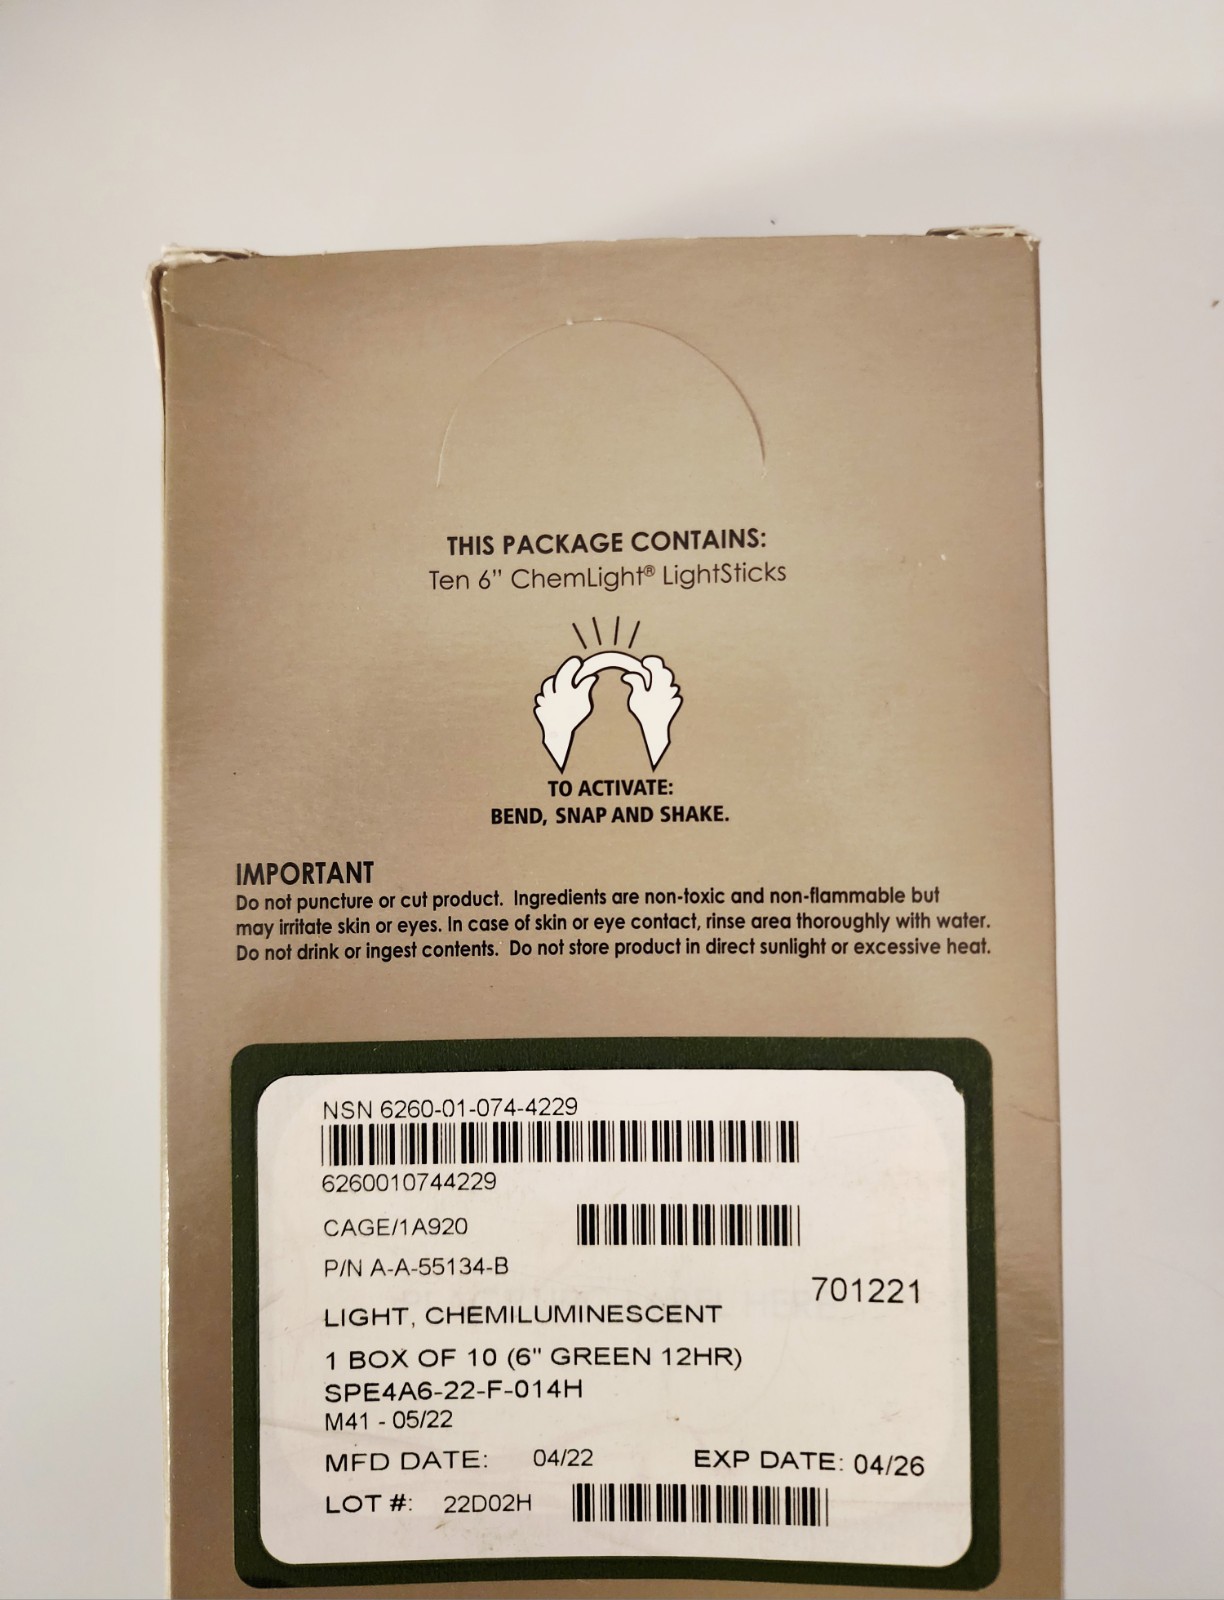 THIS PACKAGE CONTAINS:
Ten 6" ChemLight® LightSticks
TO ACTIVATE:
BEND, SNAP AND SHAKE.
IMPORTANT
Do not puncture or cut product. Ingredients are non-toxic and non-flammable but
may irritate skin or eyes. In case of skin or eye contact, rinse area thoroughly with water.
Do not drink or ingest contents. Do not store product in direct sunlight or excessive heat.
NSN 6260-01-074-4229
6260010744229
CAGE/1A920
P/N A-A-55134-B
701221
LIGHT, CHEMILUMINESCENT
1 BOX OF 10 (6" GREEN 12HR)
SPE4A6-22-F-014H
M41 - 05/22
MFD DATE: 04/22 EXP DATE: 04/26
LOT #: 22D02H